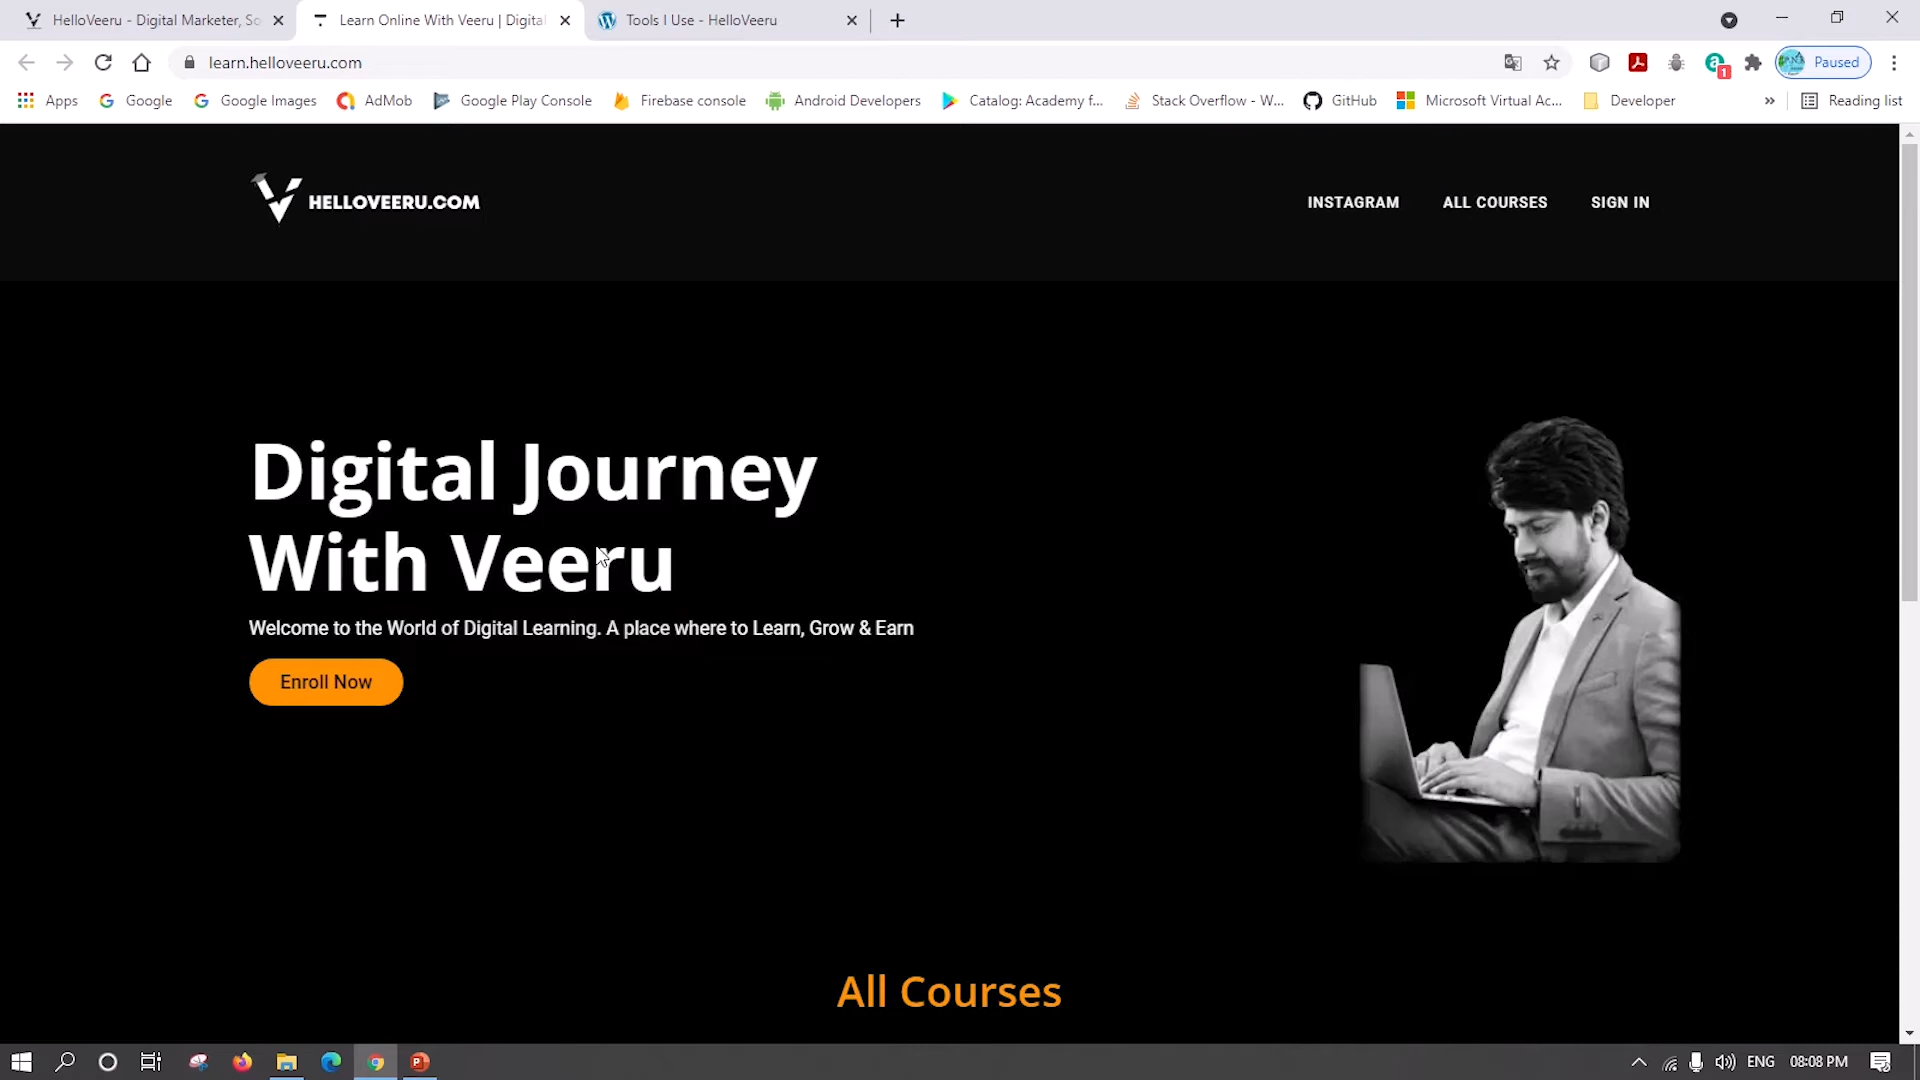 HelloVeeru - Digital Marketer, So
Learn Online With Veeru | Digital
Tools I Use - HelloVeeru
learn.helloveeru.com
1
Paused
Apps
Google
Google Images
AdMob
Google Play Console
Firebase console
Android Developers
Catalog: Academy f...
Stack Overflow - W...
GitHub
Microsoft Virtual Ac...
Developer
Reading list
HELLOVEERU.COM
INSTAGRAM
ALL COURSES
SIGN IN
Digital Journey
With Veeru
Welcome to the World of Digital Learning. A place where to Learn, Grow & Earn
Enroll Now
All Courses
ENG
08:08 PM